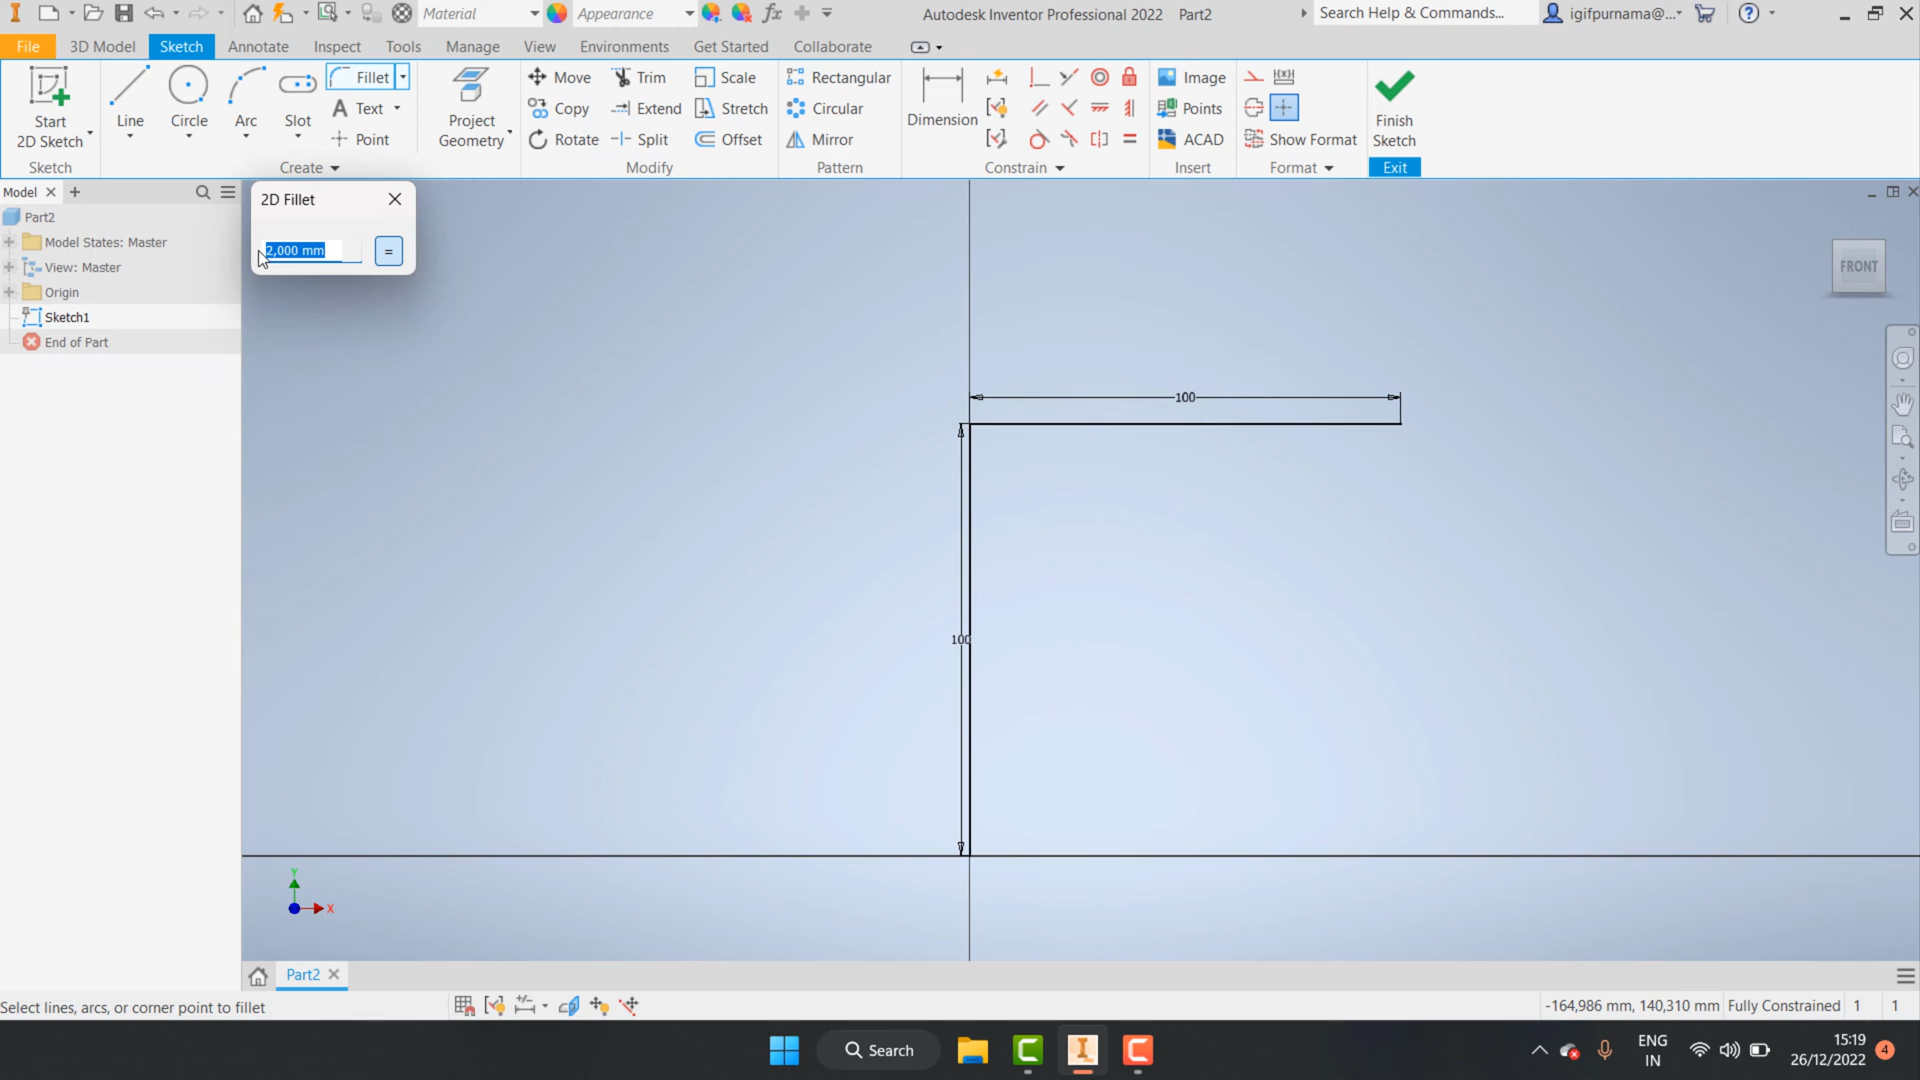 Material
Appearance
fx
Autodesk Inventor Professional 2022 Part2
Search Help & Commands...
igifpurnama@...
File
3D Model
Sketch
Annotate
Inspect
Tools
Manage
View
Environments
Get Started
Collaborate
Start
2D Sketch
Line
Circle
Arc
Slot
Fillet
Text
Point
Project
Geometry
Move
Copy
Rotate
Trim
Extend
Split
Scale
Stretch
Offset
Rectangular
Circular
Mirror
Dimension
Image
Points
ACAD
Show Format
Finish
Sketch
Sketch
Create
Modify
Pattern
Constrain
Insert
Format
Exit
Model
2D Fillet
2,000 mm
=
Part2
Model States: Master
View: Master
Origin
Sketch1
End of Part
FRONT
100
100
Y
X
Part2
Select lines, arcs, or corner point to fillet
-164,986 mm, 140,310 mm Fully Constrained 1 1
Search
ENG
IN
15:19
26/12/2022
4